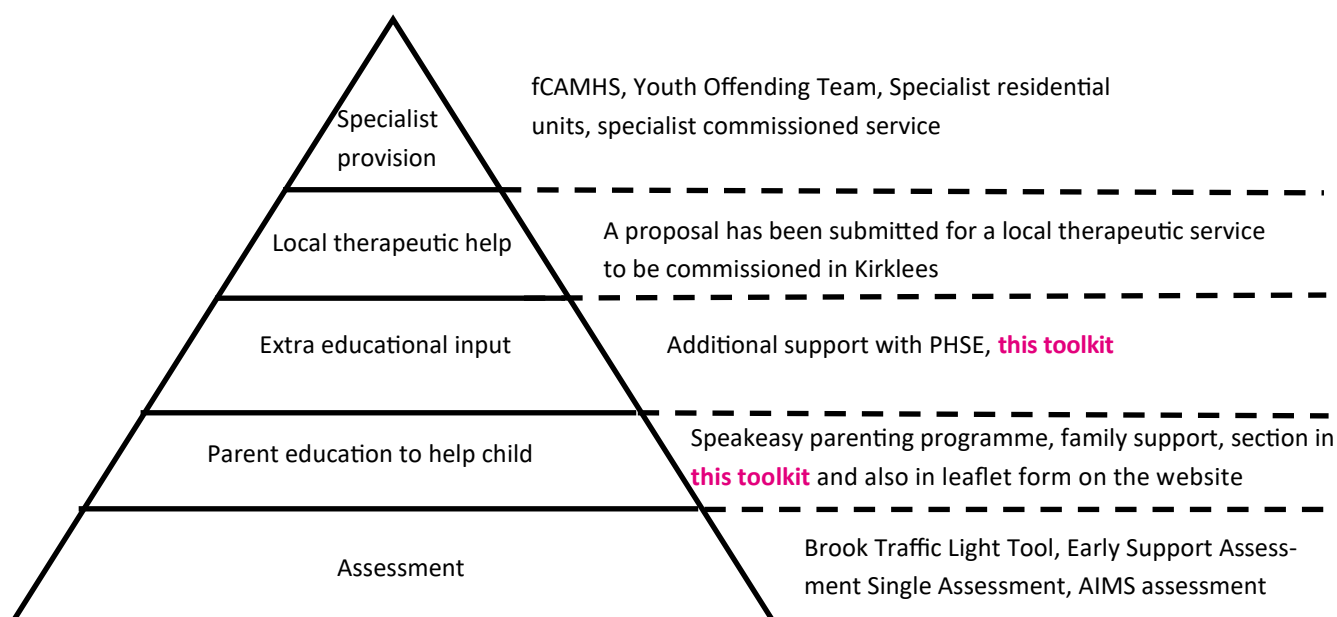 Specialist
provision
fCAMHS, Youth Offending Team, Specialist residential
units, specialist commissioned service
Local therapeutic help
A proposal has been submitted for a local therapeutic service
to be commissioned in Kirklees
Extra educational input
Additional support with PHSE, this toolkit
Parent education to help child
Speakeasy parenting programme, family support, section in
this toolkit and also in leaflet form on the website
Assessment
Brook Traffic Light Tool, Early Support Assess-
ment Single Assessment, AIMS assessment